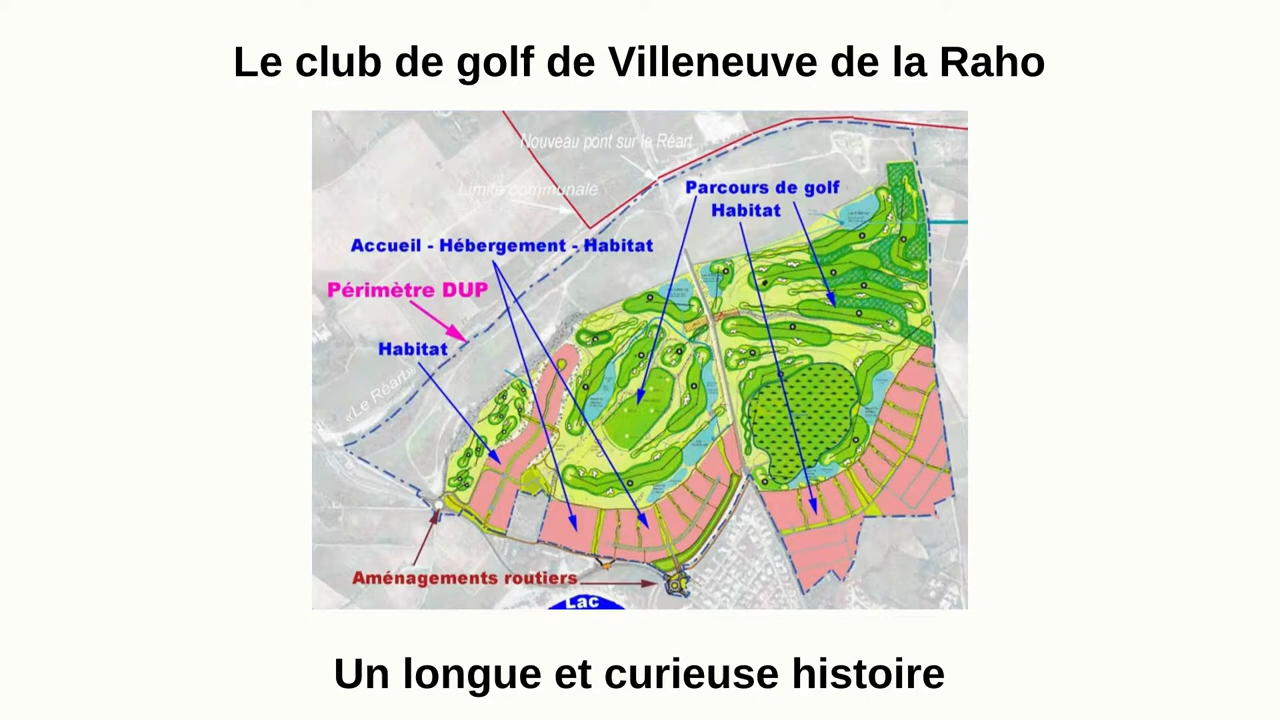 Le club de golf de Villeneuve de la Raho
Nouveau pont sur le Réart
Limite communale
Parcours de golf
Habitat
Accueil - Hébergement - Habitat
Périmètre DUP
Habitat
«Le Réart»
Aménagements routiers
Lac
Un longue et curieuse histoire